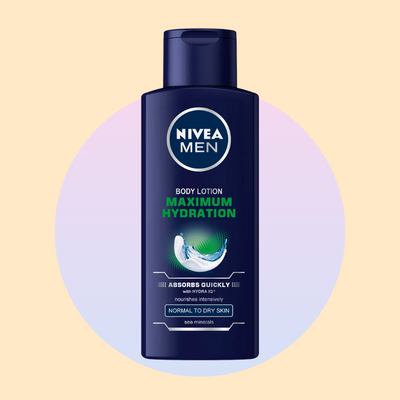 NIVEA
MEN
BODY LOTION
MAXIMUM
HYDRATION
ABSORBS QUICKLY
with HYDRA IQ
nourishes intensively
NORMAL TO DRY SKIN
sea minerals